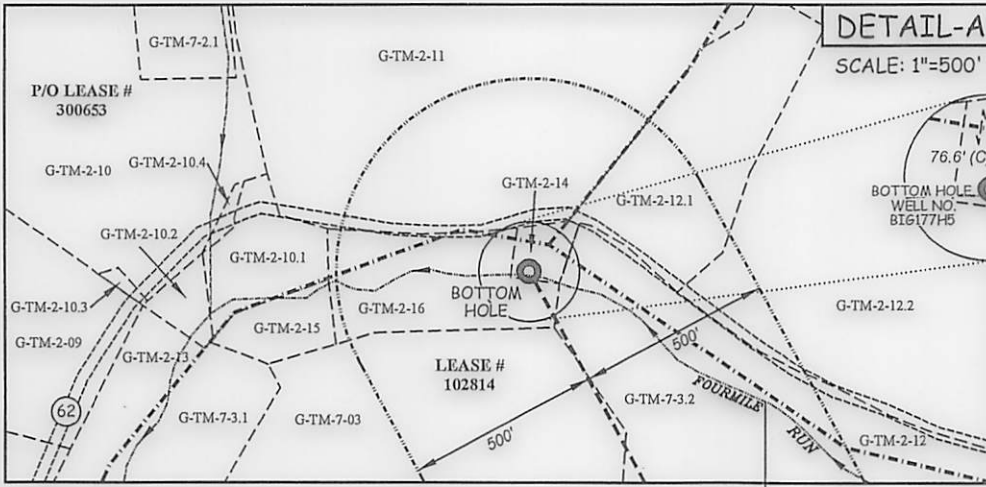 DETAIL-A
SCALE: 1"=500'
G-TM-7-2.1
G-TM-2-11
P/O LEASE #
300653
G-TM-2-10
G-TM-2-10.4
G-TM-2-14
G-TM-2-12.1
76.6' (C
BOTTOM HOLE
WELL NO.
BIG177H5
G-TM-2-10.2
G-TM-2-10.1
BOTTOM
HOLE
G-TM-2-10.3
G-TM-2-16
G-TM-2-12.2
G-TM-2-09
G-TM-2-15
500'
G-TM-2-13
LEASE #
102814
FOURMILE
RUN
62
G-TM-7-3.1
G-TM-7-03
500'
G-TM-7-3.2
G-TM-2-12